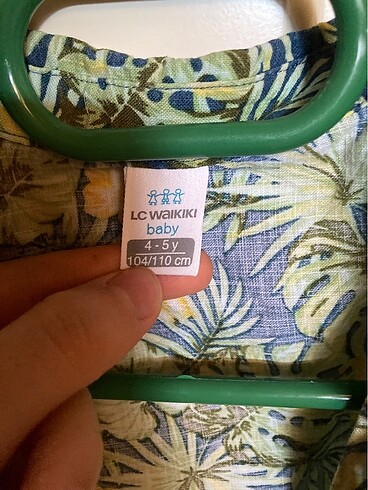 LC WAIKIKI
baby
4 - 5 y
104/110 cm